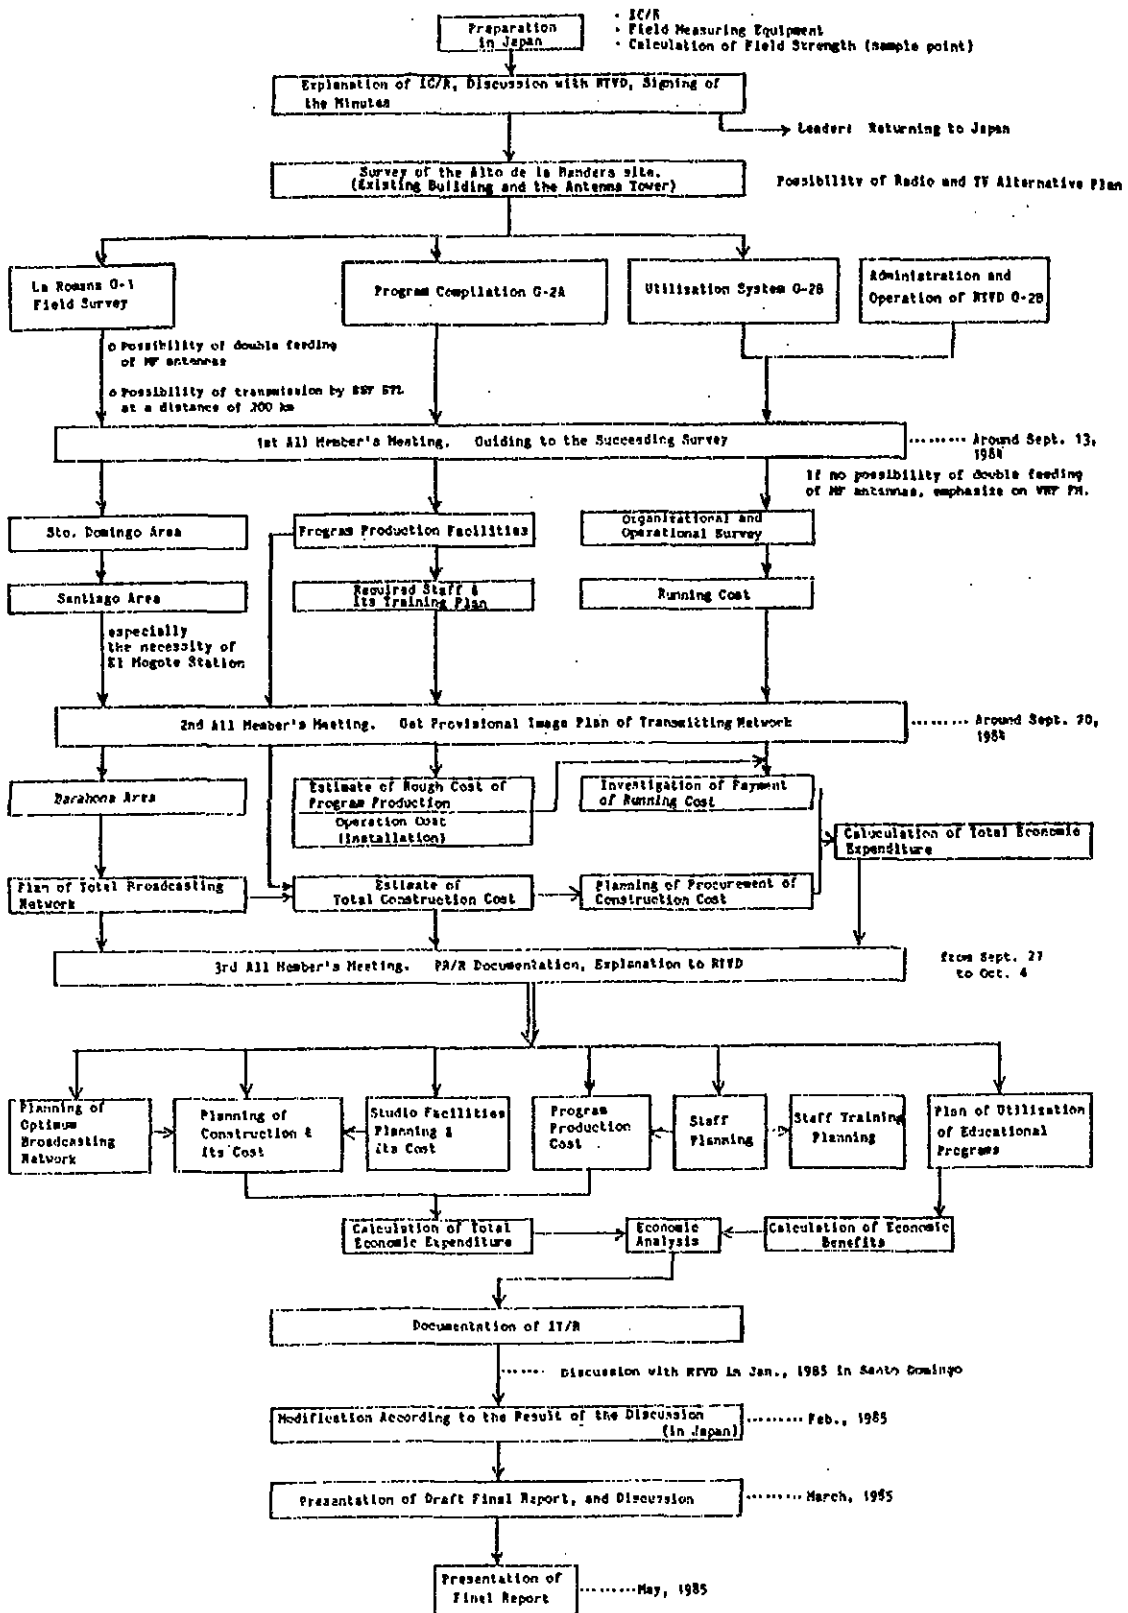 Preparation
in Japan
· IC/R
· Field Measuring Equipment
· Calculation of Field Strength (sample point)
Explanation of IC/R, Discussion with RTVD, Signing of
the Minutes
Leader: Returning to Japan
Survey of the Alto de la Bandera site.
(Existing Building and the Antenna Tower)
Possibility of Radio and TV Alternative Plan
La Romana G-1
Field Survey
Program Compilation G-2A
Utilisation System G-2B
Administration and
Operation of RTVD G-2B
o Possibility of double feeding
of MF antennas
o Possibility of transmission by STL
at a distance of 200 km
1st All Member's Meeting. Guiding to the Succeeding Survey
········ Around Sept. 13,
1984
If no possibility of double feeding
of MF antennas, emphasize on VHF FM.
Sto. Domingo Area
Program Production Facilities
Organizational and
Operational Survey
Santiago Area
Required Staff &
Its Training Plan
Running Cost
especially
the necessity of
El Mogote Station
2nd All Member's Meeting. Get Provisional Image Plan of Transmitting Network
········ Around Sept. 20,
1984
Barahona Area
Estimate of Rough Cost of
Program Production
Operation Cost
(Installation)
Investigation of Payment
of Running Cost
Caluculation of Total Economic
Expenditure
Plan of Total Broadcasting
Network
Estimate of
Total Construction Cost
Planning of Procurement of
Construction Cost
3rd All Member's Meeting. PR/R Documentation, Explanation to RTVD
from Sept. 27
to Oct. 4
Planning of
Optimum
Broadcasting
Network
Planning of
Construction &
Its Cost
Studio Facilities
Planning &
Its Cost
Program
Production
Cost
Staff
Planning
Staff Training
Planning
Plan of Utilization
of Educational
Programs
Calculation of Total
Economic Expenditure
Economic
Analysis
Calculation of Economic
Benefits
Documentation of IT/R
······· Discussion with RTVD in Jan., 1985 in Santo Domingo
Modification According to the Result of the Discussion
(in Japan)
········· Feb., 1985
Presentation of Draft Final Report, and Discussion
········· March, 1985
Presentation of
Final Report
········· May, 1985